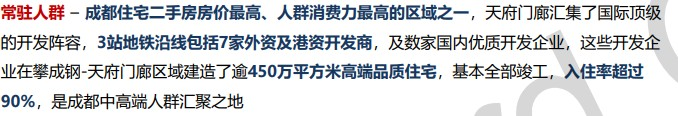 常驻人群 – 成都住宅二手房房价最高、人群消费力最高的区域之一，天府门廊汇集了国际顶级
的开发阵容，3站地铁沿线包括7家外资及港资开发商，及数家国内优质开发企业，这些开发企
业在攀成钢-天府门廊区域建造了逾450万平方米高端品质住宅，基本全部竣工，入住率超过
90%，是成都中高端人群汇聚之地